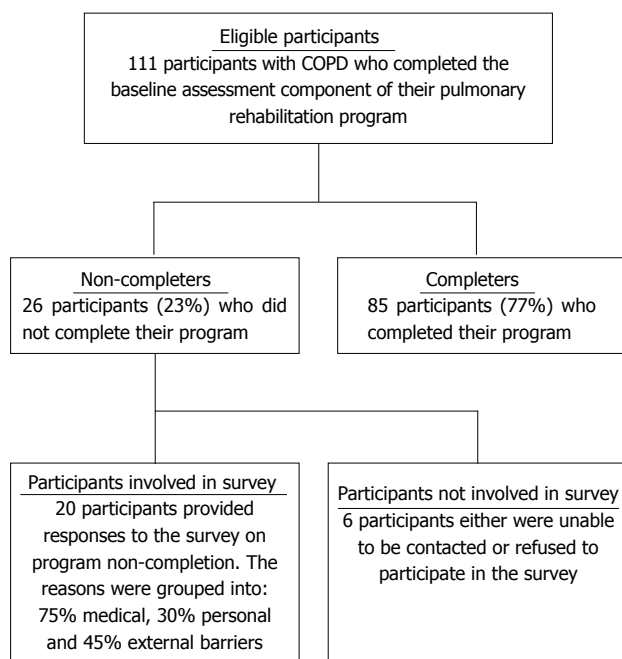 Eligible participants
111 participants with COPD who completed the
baseline assessment component of their pulmonary
rehabilitation program
Non-completers
26 participants (23%) who did
not complete their program
Completers
85 participants (77%) who
completed their program
Participants involved in survey
20 participants provided
responses to the survey on
program non-completion. The
reasons were grouped into:
75% medical, 30% personal
and 45% external barriers
Participants not involved in survey
6 participants either were unable
to be contacted or refused to
participate in the survey